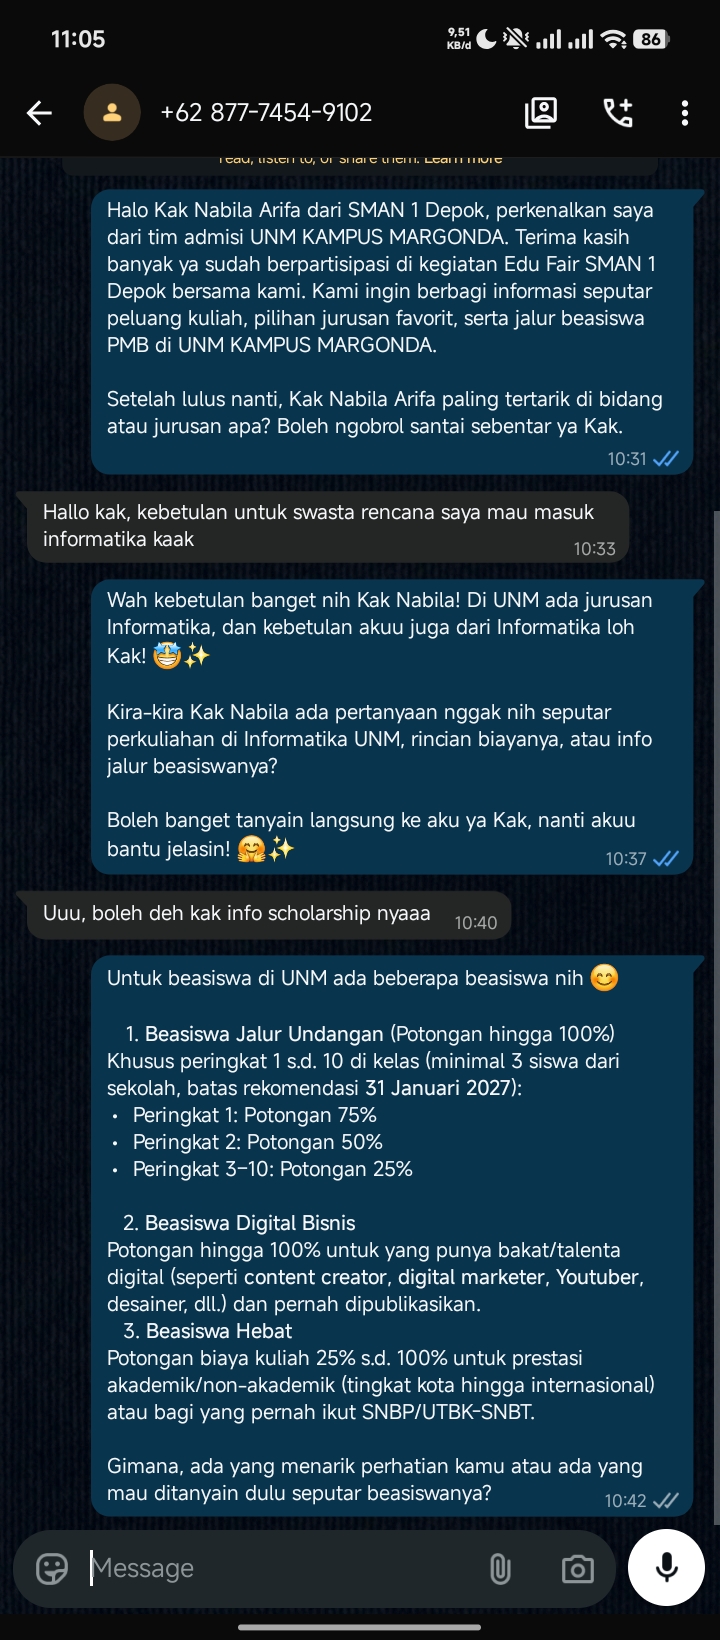 11:05
9,51
KB/d
86
+62 877-7454-9102
read, listen to, or share them. Learn more
Halo Kak Nabila Arifa dari SMAN 1 Depok, perkenalkan saya
dari tim admisi UNM KAMPUS MARGONDA. Terima kasih
banyak ya sudah berpartisipasi di kegiatan Edu Fair SMAN 1
Depok bersama kami. Kami ingin berbagi informasi seputar
peluang kuliah, pilihan jurusan favorit, serta jalur beasiswa
PMB di UNM KAMPUS MARGONDA.
Setelah lulus nanti, Kak Nabila Arifa paling tertarik di bidang
atau jurusan apa? Boleh ngobrol santai sebentar ya Kak.
10:31
Hallo kak, kebetulan untuk swasta rencana saya mau masuk
informatika kaak
10:33
Wah kebetulan banget nih Kak Nabila! Di UNM ada jurusan
Informatika, dan kebetulan akuu juga dari Informatika loh
Kak! 🤩✨
Kira-kira Kak Nabila ada pertanyaan nggak nih seputar
perkuliahan di Informatika UNM, rincian biayanya, atau info
jalur beasiswanya?
Boleh banget tanyain langsung ke aku ya Kak, nanti akuu
bantu jelasin! 🤗✨
10:37
Uuu, boleh deh kak info scholarship nyaaa
10:40
Untuk beasiswa di UNM ada beberapa beasiswa nih 😊
1. Beasiswa Jalur Undangan (Potongan hingga 100%)
Khusus peringkat 1 s.d. 10 di kelas (minimal 3 siswa dari
sekolah, batas rekomendasi 31 Januari 2027):
• Peringkat 1: Potongan 75%
• Peringkat 2: Potongan 50%
• Peringkat 3–10: Potongan 25%
2. Beasiswa Digital Bisnis
Potongan hingga 100% untuk yang punya bakat/talenta
digital (seperti content creator, digital marketer, Youtuber,
desainer, dll.) dan pernah dipublikasikan.
3. Beasiswa Hebat
Potongan biaya kuliah 25% s.d. 100% untuk prestasi
akademik/non-akademik (tingkat kota hingga internasional)
atau bagi yang pernah ikut SNBP/UTBK-SNBT.
Gimana, ada yang menarik perhatian kamu atau ada yang
mau ditanyain dulu seputar beasiswanya?
10:42
Message